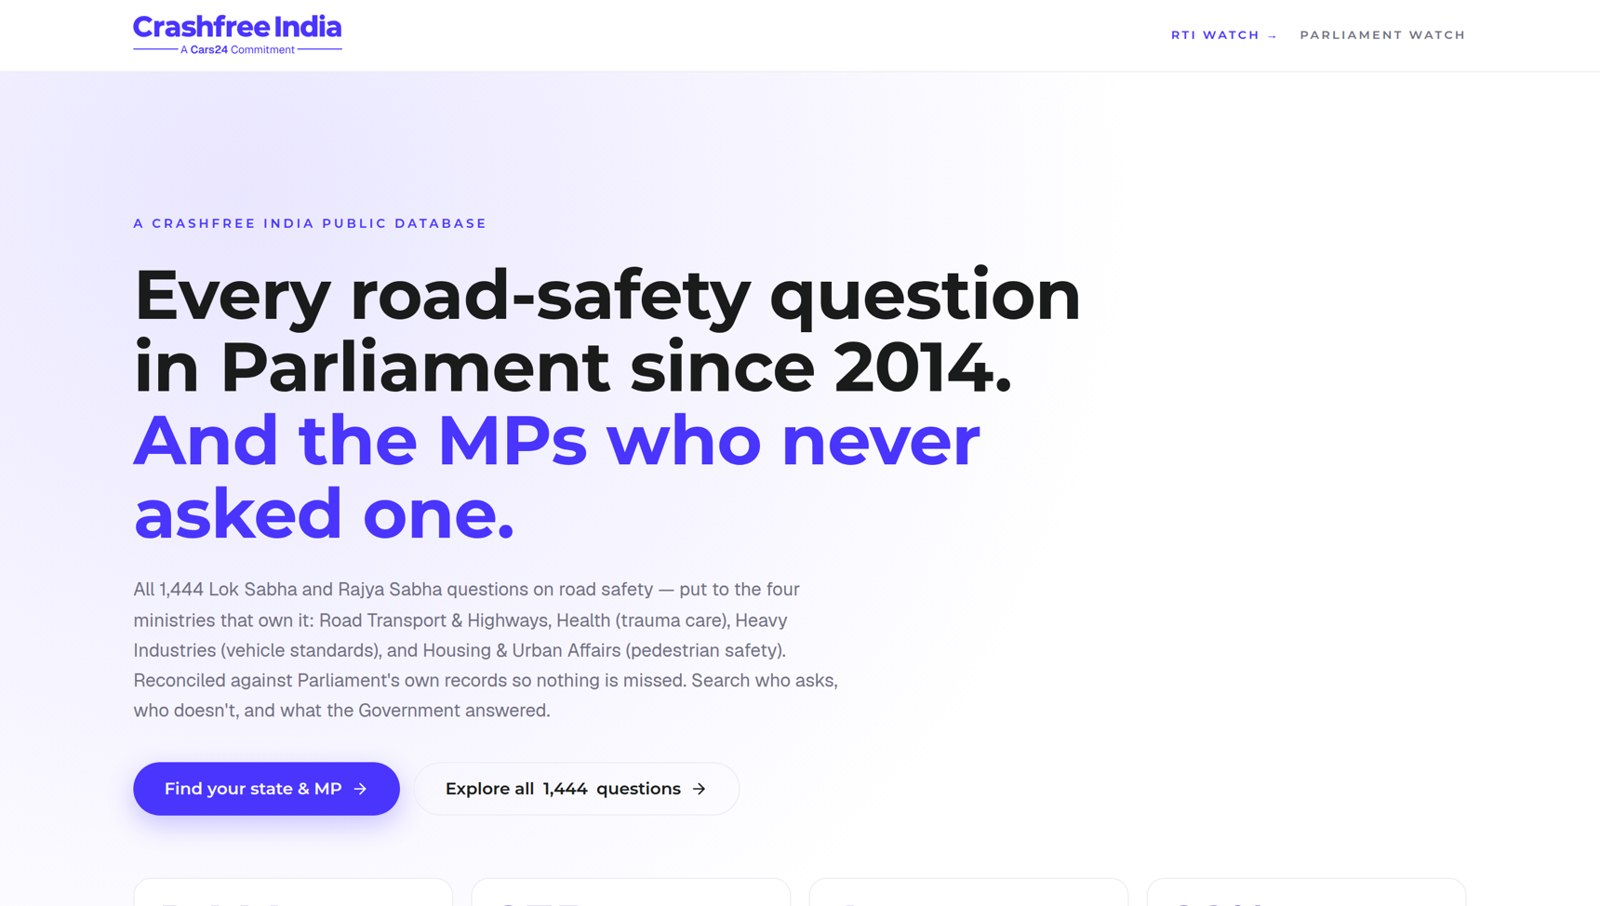 Crashfree India
A Cars24 Commitment
RTI WATCH →
PARLIAMENT WATCH
A CRASHFREE INDIA PUBLIC DATABASE
Every road-safety question
in Parliament since 2014.
And the MPs who never
asked one.
All 1,444 Lok Sabha and Rajya Sabha questions on road safety — put to the four
ministries that own it: Road Transport & Highways, Health (trauma care), Heavy
Industries (vehicle standards), and Housing & Urban Affairs (pedestrian safety).
Reconciled against Parliament's own records so nothing is missed. Search who asks,
who doesn't, and what the Government answered.
Find your state & MP →
Explore all 1,444 questions →